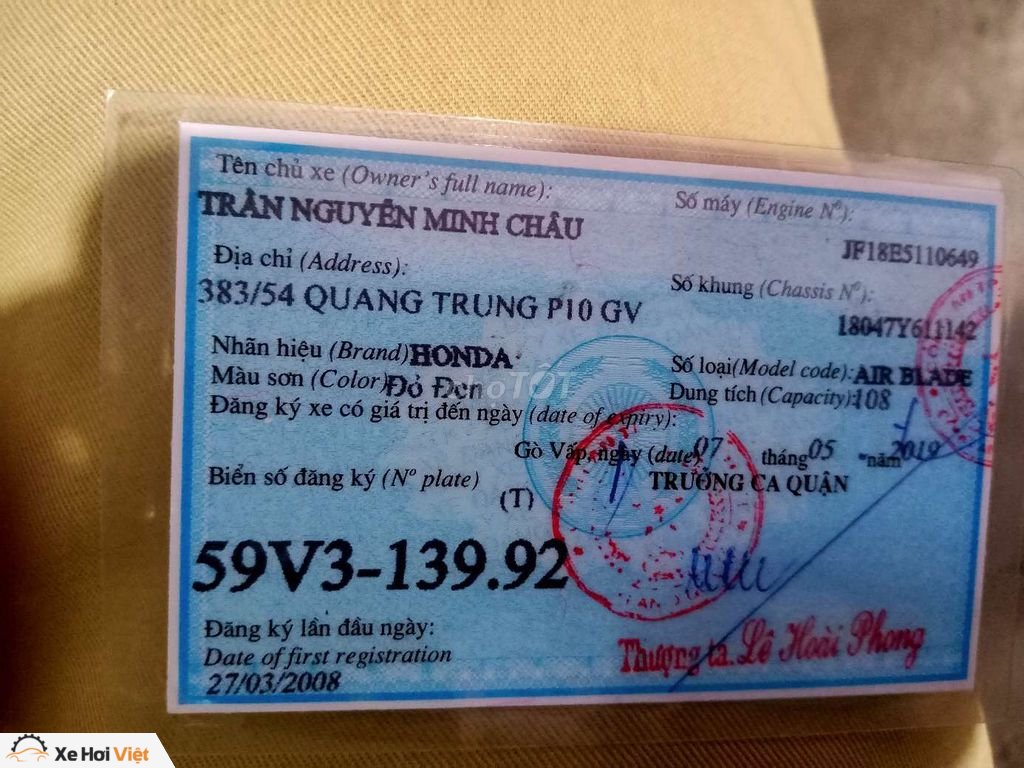 Tên chủ xe (Owner's full name):
TRẦN NGUYỄN MINH CHÂU
Số máy (Engine Nº):
JF18E5110649
Địa chỉ (Address):
383/54 QUANG TRUNG P10 GV
Số khung (Chassis Nº):
18047Y611142
Nhãn hiệu (Brand) HONDA
Số loại (Model code): AIR BLADE
Màu sơn (Color) Đỏ Đen
Dung tích (Capacity): 108
Đăng ký xe có giá trị đến ngày (date of expiry):
Gò Vấp, ngày (date) 07 tháng 05 năm 2019
TRƯỞNG CA QUẬN
Biển số đăng ký (Nº plate)
(T)
59V3-139.92
Đăng ký lần đầu ngày:
Date of first registration
27/03/2008
Thượng tá. Lê Hoài Phong
Xe Hơi Việt